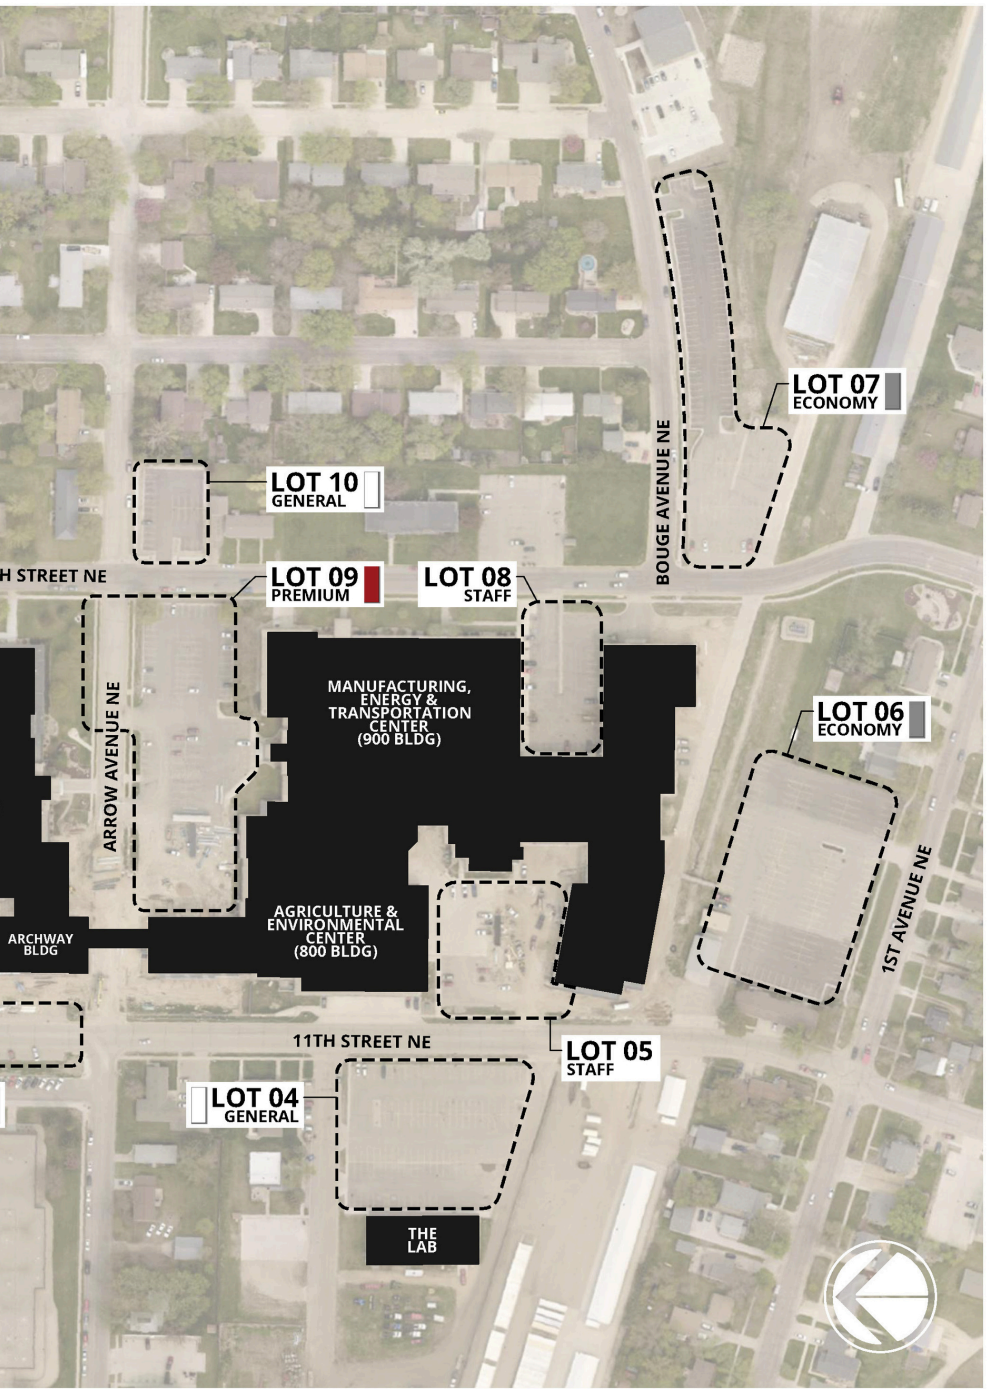 LOT 07
ECONOMY
BOUGE AVENUE NE
LOT 10
GENERAL
H STREET NE
LOT 09
PREMIUM
LOT 08
STAFF
MANUFACTURING,
ENERGY &
TRANSPORTATION
CENTER
(900 BLDG)
ARROW AVENUE NE
LOT 06
ECONOMY
1ST AVENUE NE
AGRICULTURE &
ENVIRONMENTAL
CENTER
(800 BLDG)
ARCHWAY
BLDG
11TH STREET NE
LOT 05
STAFF
LOT 04
GENERAL
THE
LAB